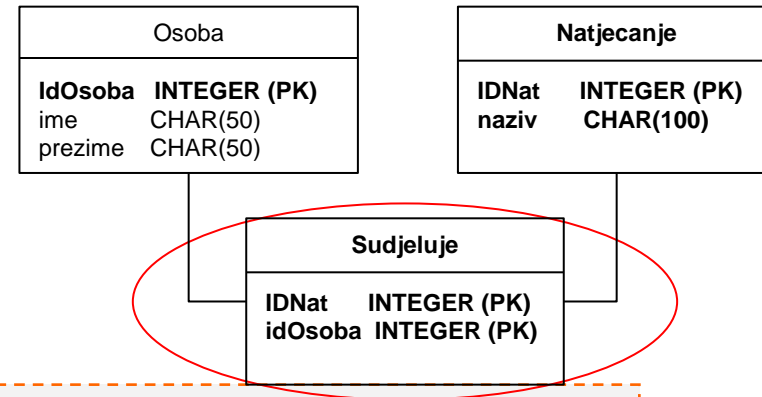 Osoba
IdOsoba INTEGER (PK)
ime CHAR(50)
prezime CHAR(50)
Natjecanje
IDNat INTEGER (PK)
naziv CHAR(100)
Sudjeluje
IDNat INTEGER (PK)
idOsoba INTEGER (PK)